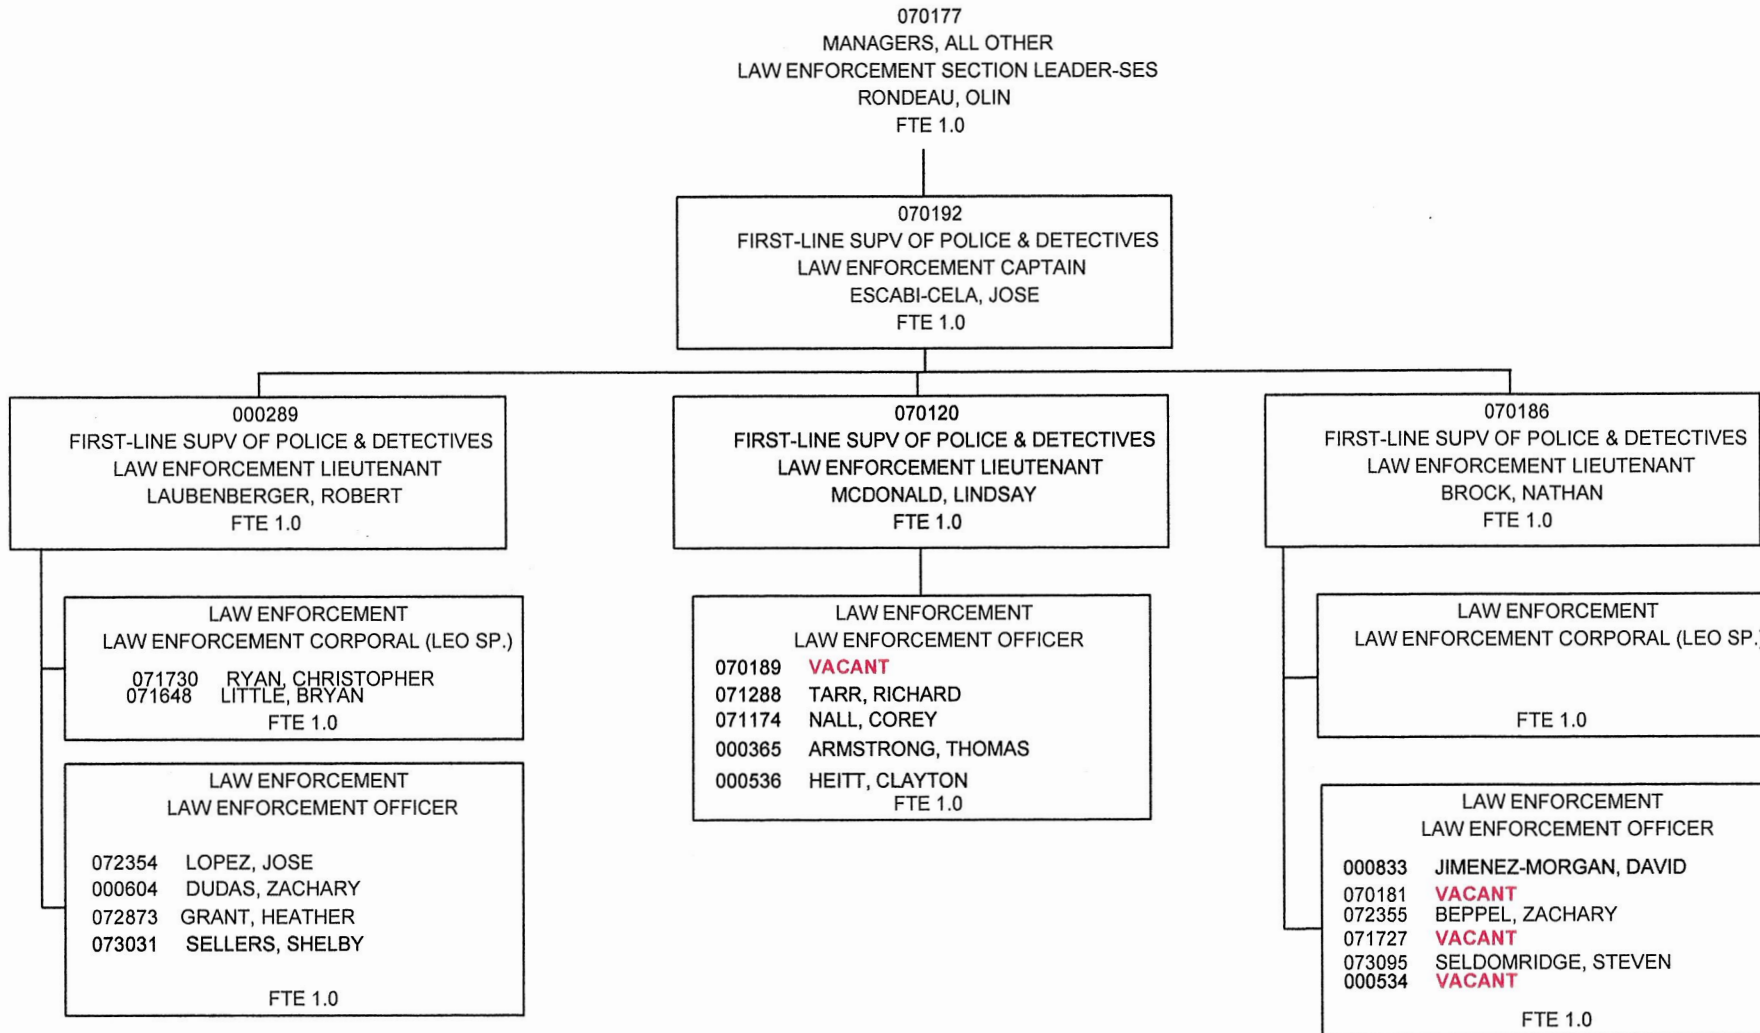 070177
MANAGERS, ALL OTHER
LAW ENFORCEMENT SECTION LEADER-SES
RONDEAU, OLIN
FTE 1.0
070192
FIRST-LINE SUPV OF POLICE & DETECTIVES
LAW ENFORCEMENT CAPTAIN
ESCABI-CELA, JOSE
FTE 1.0
000289
FIRST-LINE SUPV OF POLICE & DETECTIVES
LAW ENFORCEMENT LIEUTENANT
LAUBENBERGER, ROBERT
FTE 1.0
LAW ENFORCEMENT
LAW ENFORCEMENT CORPORAL (LEO SP.)
071730 RYAN, CHRISTOPHER
071648 LITTLE, BRYAN
FTE 1.0
LAW ENFORCEMENT
LAW ENFORCEMENT OFFICER
072354 LOPEZ, JOSE
000604 DUDAS, ZACHARY
072873 GRANT, HEATHER
073031 SELLERS, SHELBY
FTE 1.0
070120
FIRST-LINE SUPV OF POLICE & DETECTIVES
LAW ENFORCEMENT LIEUTENANT
MCDONALD, LINDSAY
FTE 1.0
LAW ENFORCEMENT
LAW ENFORCEMENT OFFICER
070189 VACANT
071288 TARR, RICHARD
071174 NALL, COREY
000365 ARMSTRONG, THOMAS
000536 HEITT, CLAYTON
FTE 1.0
070186
FIRST-LINE SUPV OF POLICE & DETECTIVES
LAW ENFORCEMENT LIEUTENANT
BROCK, NATHAN
FTE 1.0
LAW ENFORCEMENT
LAW ENFORCEMENT CORPORAL (LEO SP.)
FTE 1.0
LAW ENFORCEMENT
LAW ENFORCEMENT OFFICER
000833 JIMENEZ-MORGAN, DAVID
070181 VACANT
072355 BEPPEL, ZACHARY
071727 VACANT
073095 SELDOMRIDGE, STEVEN
000534 VACANT
FTE 1.0